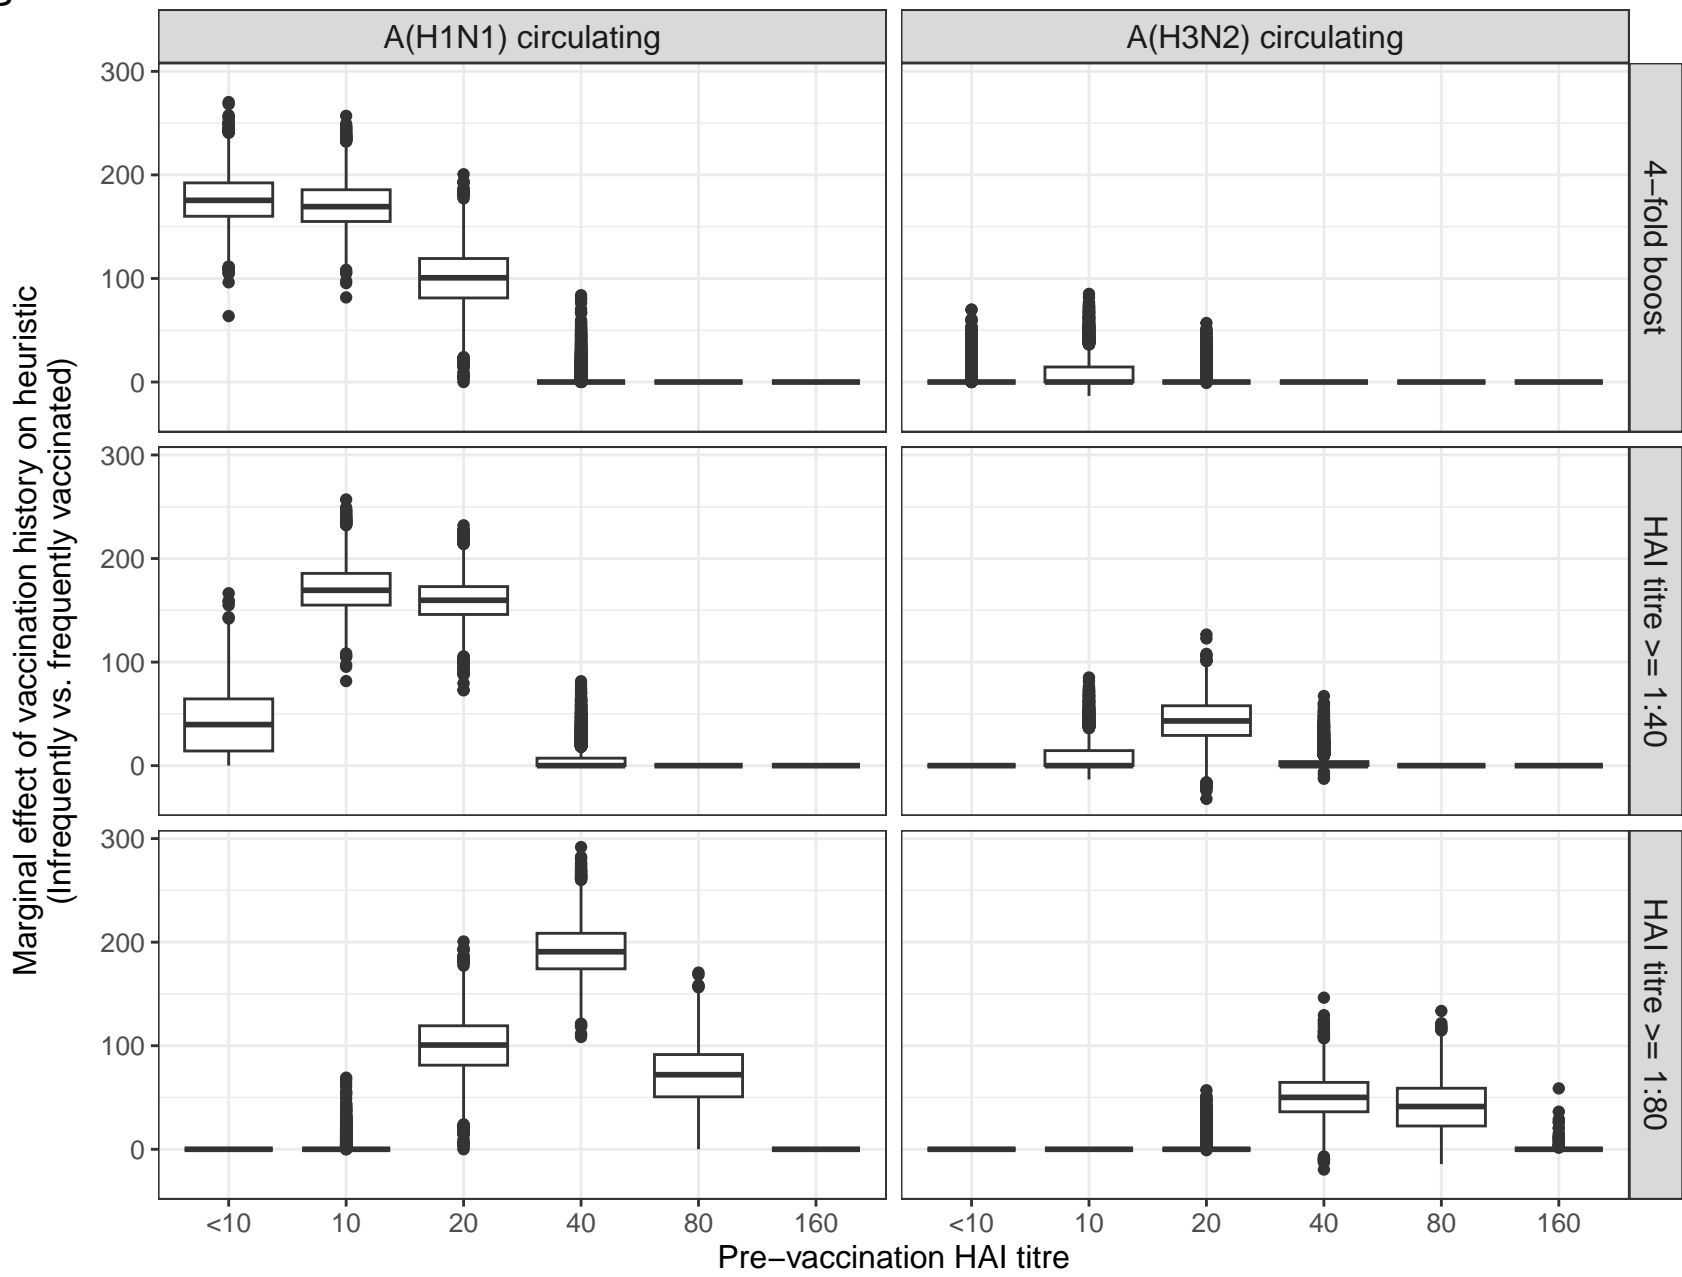 A(H1N1) circulating
A(H3N2) circulating
300
200
100
0
4−fold boost
300
200
100
0
HAI titre >= 1:40
300
200
100
0
HAI titre >= 1:80
Marginal effect of vaccination history on heuristic
(Infrequently vs. frequently vaccinated)
<10 10 20 40 80 160
<10 10 20 40 80 160
Pre−vaccination HAI titre